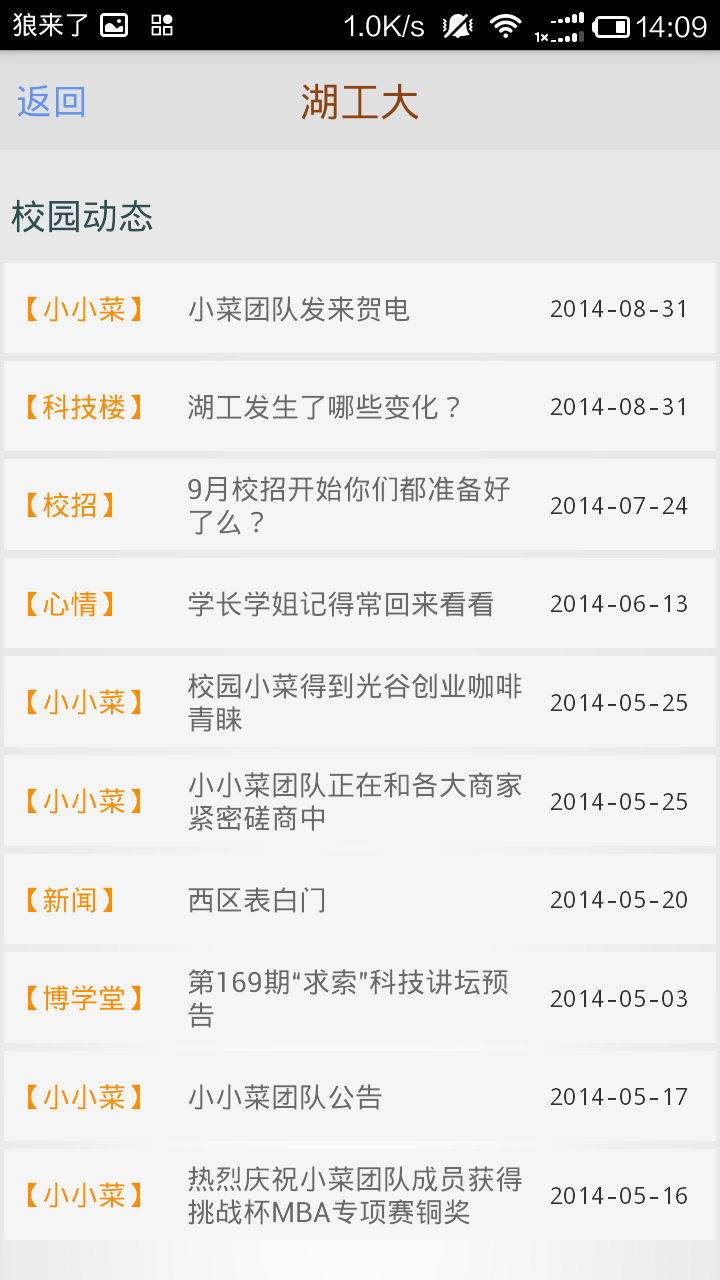 狼来了 1.0K/s 1x 14:09
返回 湖工大
校园动态
【小小菜】 小菜团队发来贺电 2014-08-31
【科技楼】 湖工发生了哪些变化？ 2014-08-31
【校招】 9月校招开始你们都准备好 2014-07-24
了么？
【心情】 学长学姐记得常回来看看 2014-06-13
【小小菜】 校园小菜得到光谷创业咖啡 2014-05-25
青睐
【小小菜】 小小菜团队正在和各大商家 2014-05-25
紧密磋商中
【新闻】 西区表白门 2014-05-20
【博学堂】 第169期“求索”科技讲坛预 2014-05-03
告
【小小菜】 小小菜团队公告 2014-05-17
【小小菜】 热烈庆祝小菜团队成员获得 2014-05-16
挑战杯MBA专项赛铜奖